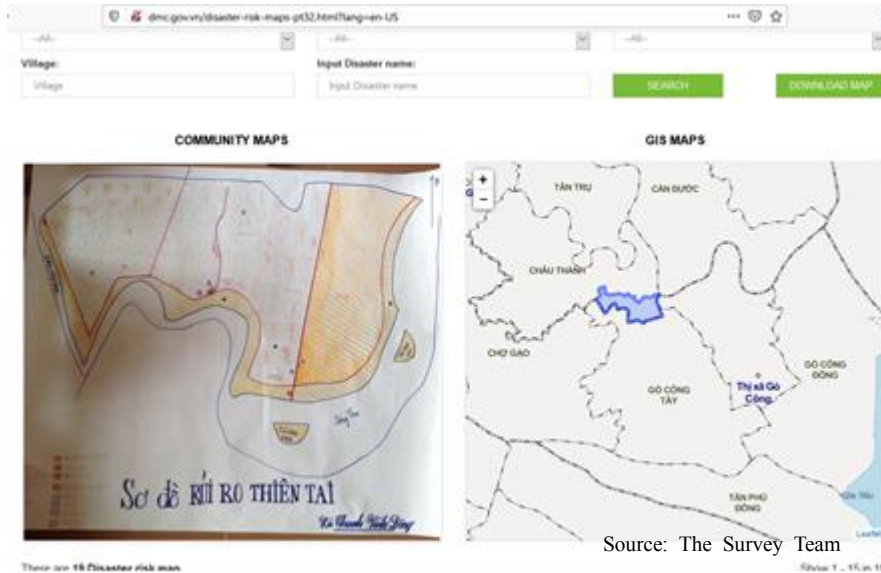 dmc.gov.vn/disaster-risk-maps-pt32.html?lang=en-US
--All-- --All-- --All--
Village: Input Disaster name:
Village Input Disaster name SEARCH DOWNLOAD MAP
COMMUNITY MAPS GIS MAPS
+
−
TÂN TRỤ CẦN ĐƯỚC
CHÂU THÀNH
CHỢ GẠO
GÒ CÔNG TÂY
Thị xã Gò Công
GÒ CÔNG ĐÔNG
TÂN PHÚ ĐÔNG
Leaflet
Sơ đồ RỦI RO THIÊN TAI
Source: The Survey Team
There are 19 Disaster risk map